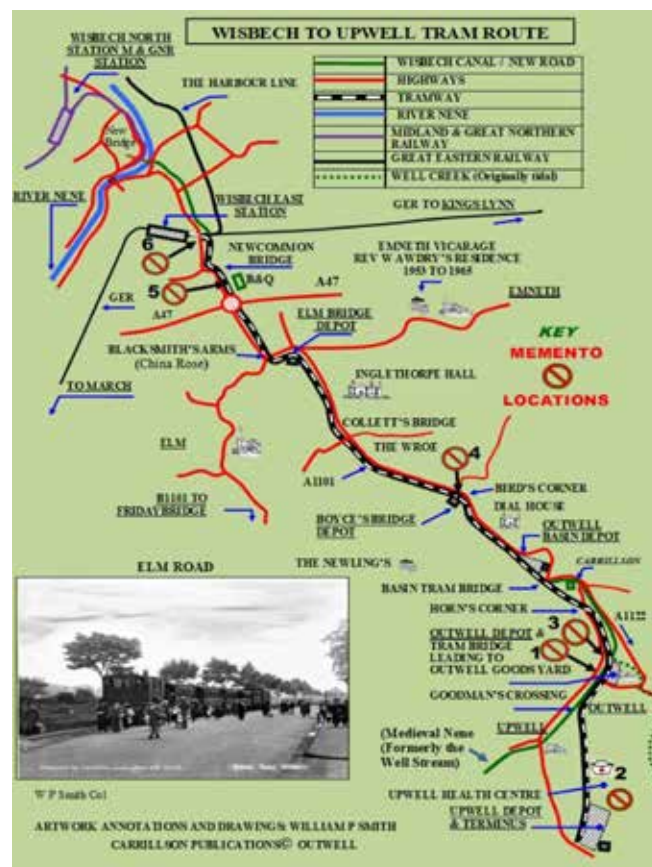 WISBECH TO UPWELL TRAM ROUTE
WISBECH NORTH
STATION M & GNR
STATION
THE HARBOUR LINE
WISBECH CANAL / NEW ROAD
HIGHWAYS
TRAMWAY
RIVER NENE
MIDLAND & GREAT NORTHERN
RAILWAY
GREAT EASTERN RAILWAY
WELL CREEK (Originally tidal)
New
Bridge
RIVER NENE
WISBECH EAST
STATION
GER TO KINGS LYNN
6
NEWCOMMON
BRIDGE
EMNETH VICARAGE
REV W AWDRY'S RESIDENCE
1953 TO 1965
B&Q
A47
5
GER
A47
ELM BRIDGE
DEPOT
EMNETH
BLACKSMITH'S ARMS
(China Rose)
KEY
MEMENTO
LOCATIONS
TO MARCH
INGLETHORPE HALL
COLLETT'S BRIDGE
ELM
THE WROE
4
A1101
BIRD'S CORNER
B1101 TO
FRIDAYBRIDGE
BOYCE'S BRIDGE
DEPOT
DIAL HOUSE
OUTWELL
BASIN DEPOT
ELM ROAD
THE NEWLING'S
CARRILLSON
BASIN TRAM BRIDGE
HORN'S CORNER
A1122
3
OUTWELL DEPOT &
TRAM BRIDGE
LEADING TO
OUTWELL GOODS YARD
1
GOODMAN'S CROSSING
OUTWELL
UPWELL
(Medieval Nene
(Formerly the
Well Stream)
2
UPWELL HEALTH CENTRE
UPWELL DEPOT
& TERMINUS
W P Smith Col
ARTWORK ANNOTATIONS AND DRAWINGS: WILLIAM P SMITH
CARRILLSON PUBLICATIONS© OUTWELL